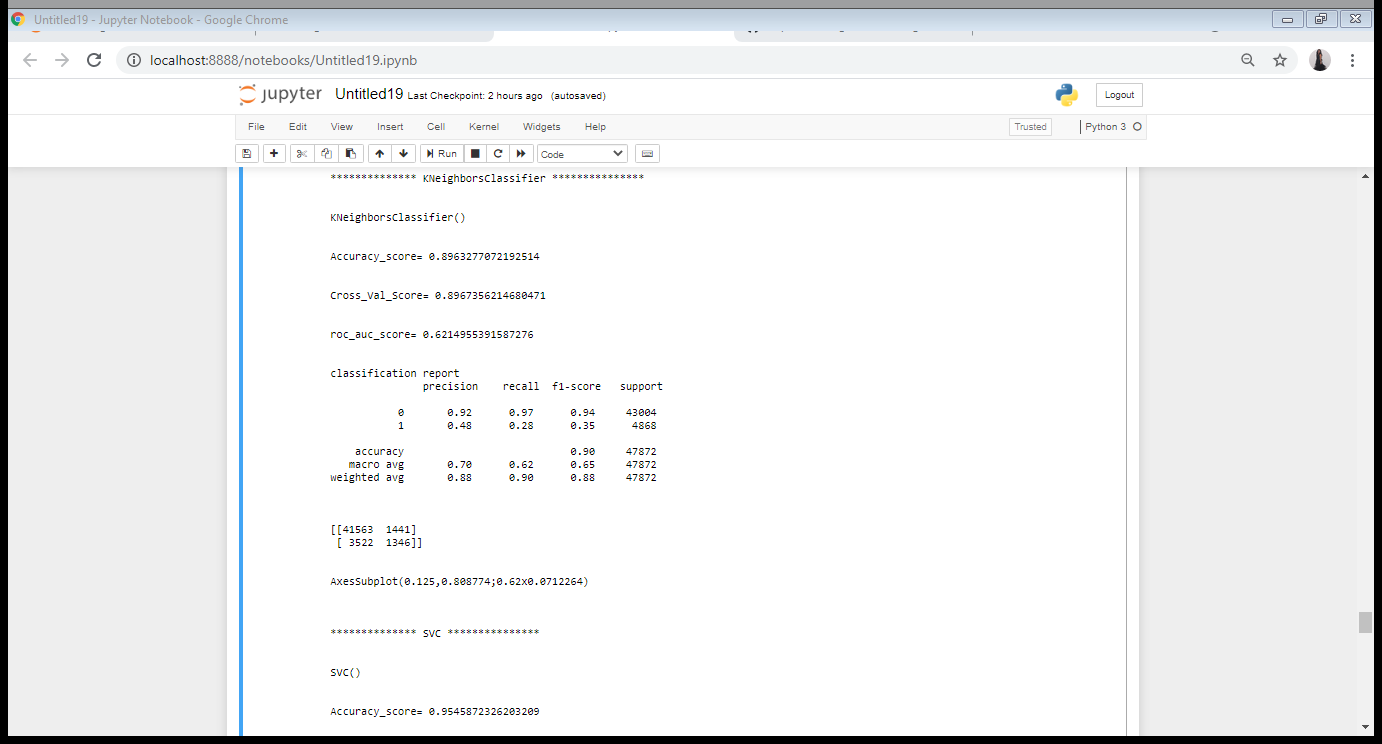 Untitled19 - Jupyter Notebook - Google Chrome
localhost:8888/notebooks/Untitled19.ipynb
jupyter Untitled19 Last Checkpoint: 2 hours ago (autosaved)
Logout
File Edit View Insert Cell Kernel Widgets Help
Trusted
Python 3
Run
Code
************** KNeighborsClassifier ***************
KNeighborsClassifier()
Accuracy_score= 0.8963277072192514
Cross_Val_Score= 0.8967356214680471
roc_auc_score= 0.6214955391587276
classification report
precision recall f1-score support
0 0.92 0.97 0.94 43004
1 0.48 0.28 0.35 4868
accuracy 0.90 47872
macro avg 0.70 0.62 0.65 47872
weighted avg 0.88 0.90 0.88 47872
[[41563 1441]
[ 3522 1346]]
AxesSubplot(0.125,0.808774;0.62x0.0712264)
************** SVC ***************
SVC()
Accuracy_score= 0.9545872326203209